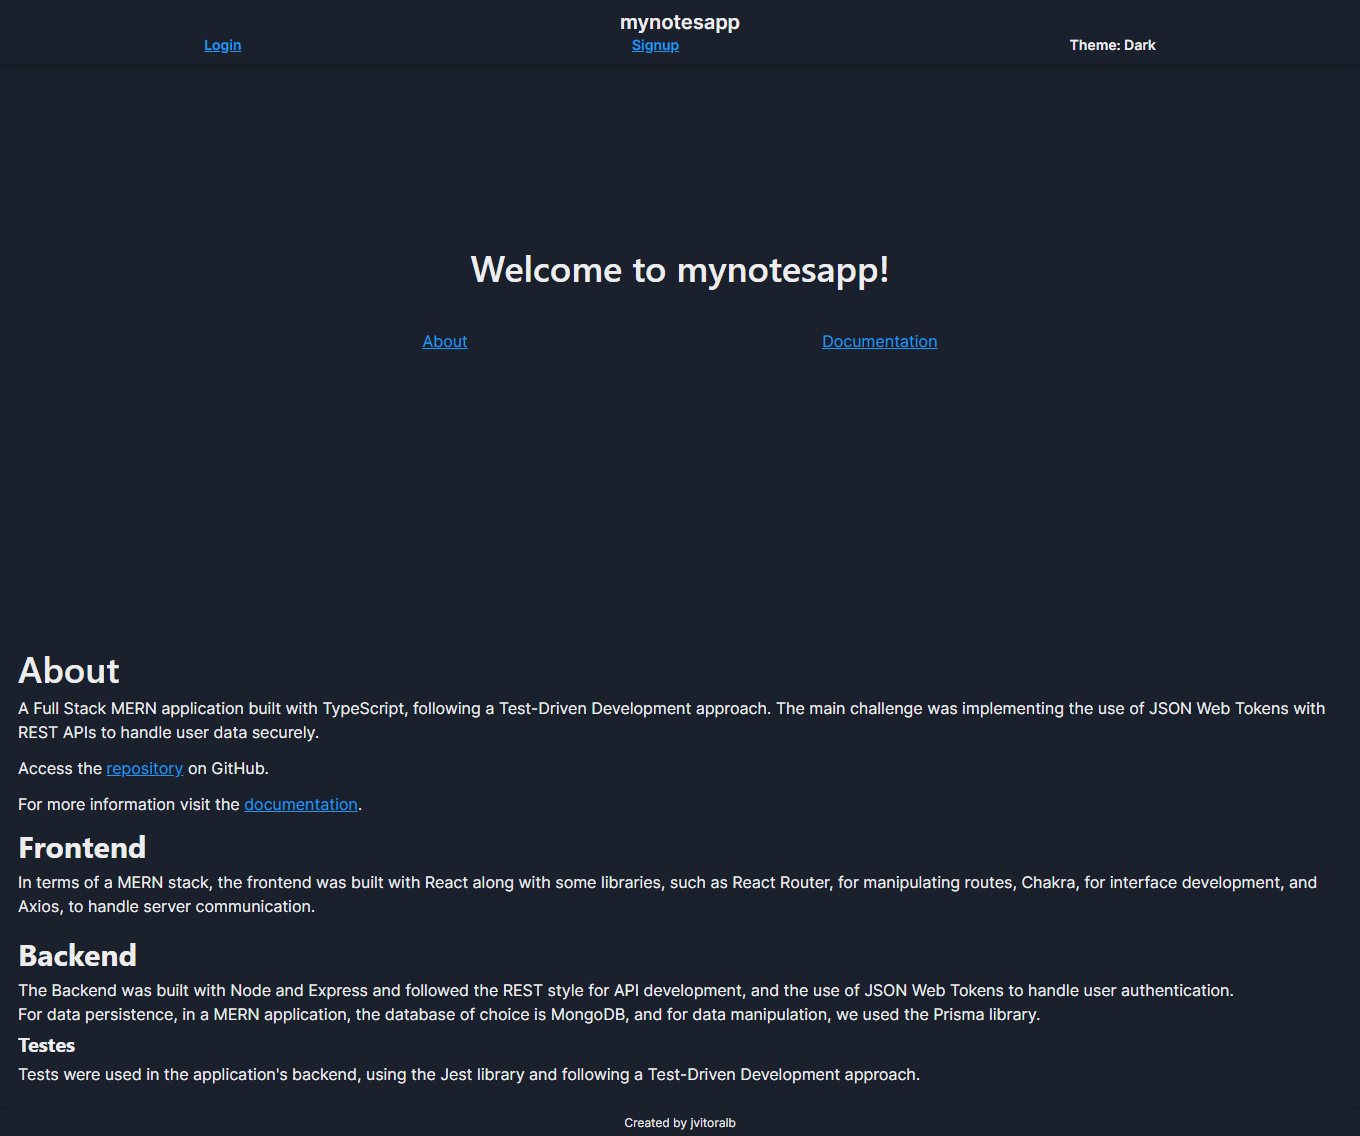 mynotesapp
Login
Signup
Theme: Dark
Welcome to mynotesapp!
About
Documentation
About
A Full Stack MERN application built with TypeScript, following a Test-Driven Development approach. The main challenge was implementing the use of JSON Web Tokens with
REST APIs to handle user data securely.
Access the repository on GitHub.
For more information visit the documentation.
Frontend
In terms of a MERN stack, the frontend was built with React along with some libraries, such as React Router, for manipulating routes, Chakra, for interface development, and
Axios, to handle server communication.
Backend
The Backend was built with Node and Express and followed the REST style for API development, and the use of JSON Web Tokens to handle user authentication.
For data persistence, in a MERN application, the database of choice is MongoDB, and for data manipulation, we used the Prisma library.
Testes
Tests were used in the application's backend, using the Jest library and following a Test-Driven Development approach.
Created by jvitoralb